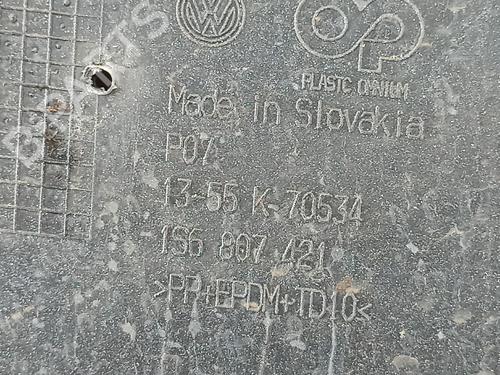 PLASTIC OMNIUM
Made in Slovakia
P07
13-55 K-70534
1S6 807 421
>PP+EPDM+TD10<